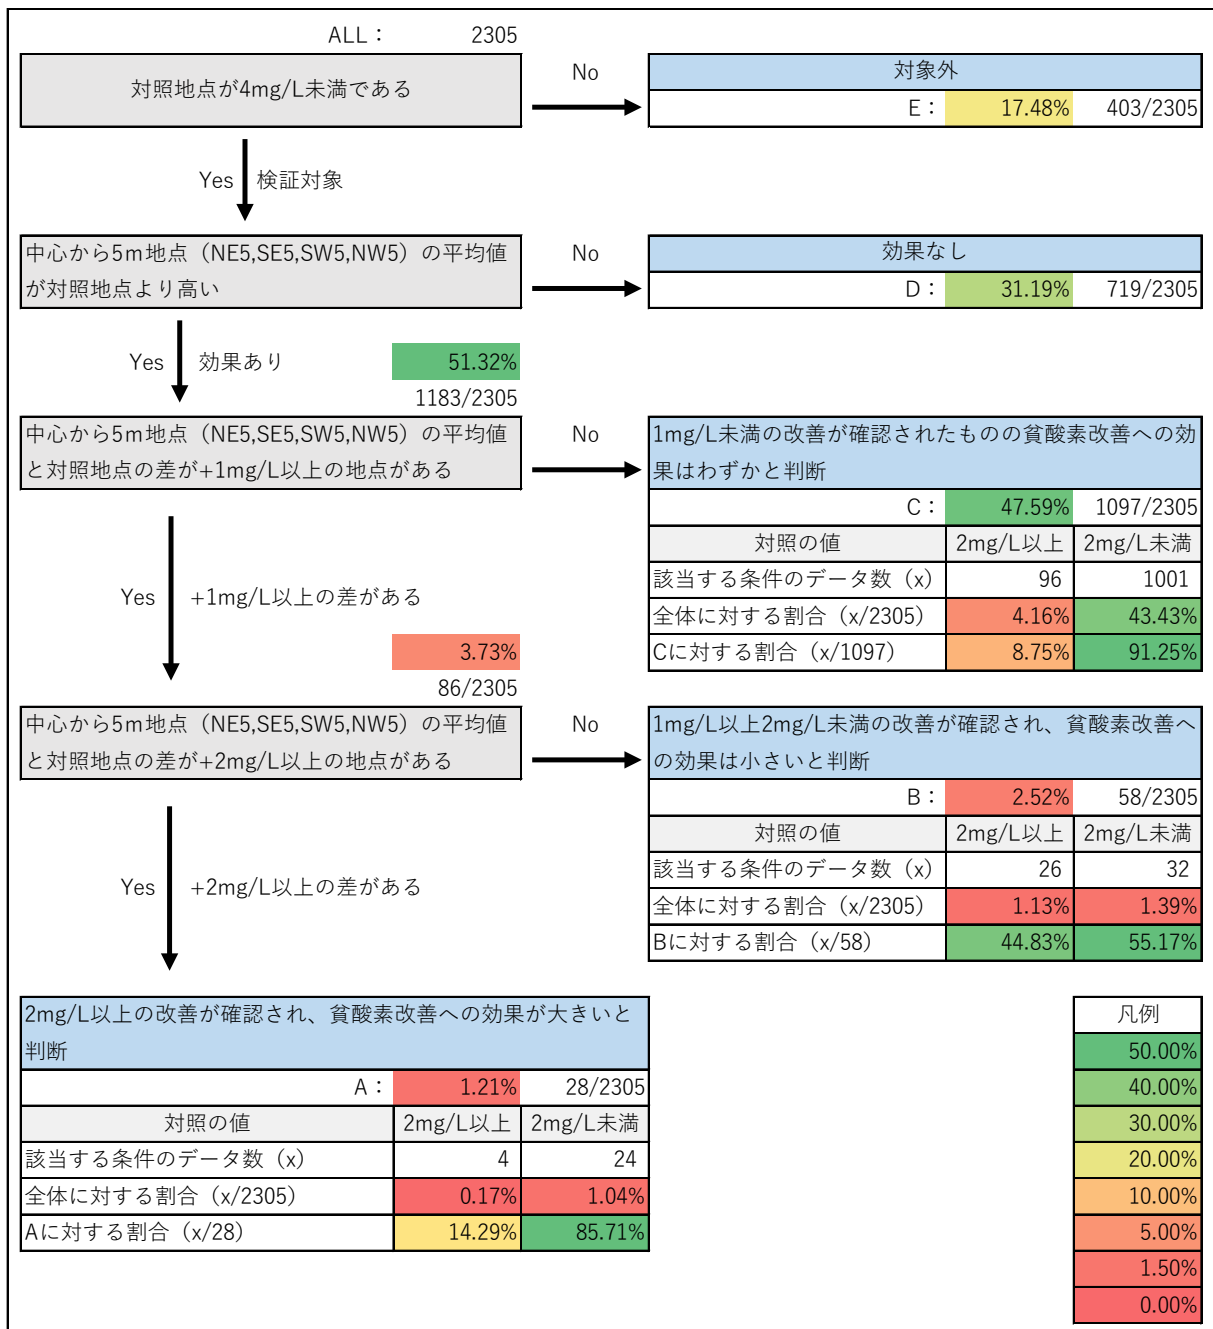 ALL： 2305
対照地点が4mg/L未満である
No
対象外
E： 17.48% 403/2305
Yes 検証対象
中心から5m地点（NE5,SE5,SW5,NW5）の平均値
が対照地点より高い
No
効果なし
D： 31.19% 719/2305
Yes 効果あり
51.32%
1183/2305
中心から5m地点（NE5,SE5,SW5,NW5）の平均値
と対照地点の差が+1mg/L以上の地点がある
No
1mg/L未満の改善が確認されたものの貧酸素改善への効
果はわずかと判断
C： 47.59% 1097/2305
対照の値 2mg/L以上 2mg/L未満
該当する条件のデータ数（x） 96 1001
全体に対する割合（x/2305） 4.16% 43.43%
Cに対する割合（x/1097） 8.75% 91.25%
Yes +1mg/L以上の差がある
3.73%
86/2305
中心から5m地点（NE5,SE5,SW5,NW5）の平均値
と対照地点の差が+2mg/L以上の地点がある
No
1mg/L以上2mg/L未満の改善が確認され、貧酸素改善へ
の効果は小さいと判断
B： 2.52% 58/2305
対照の値 2mg/L以上 2mg/L未満
該当する条件のデータ数（x） 26 32
全体に対する割合（x/2305） 1.13% 1.39%
Bに対する割合（x/58） 44.83% 55.17%
Yes +2mg/L以上の差がある
2mg/L以上の改善が確認され、貧酸素改善への効果が大きいと
判断
A： 1.21% 28/2305
対照の値 2mg/L以上 2mg/L未満
該当する条件のデータ数（x） 4 24
全体に対する割合（x/2305） 0.17% 1.04%
Aに対する割合（x/28） 14.29% 85.71%
凡例
50.00%
40.00%
30.00%
20.00%
10.00%
5.00%
1.50%
0.00%